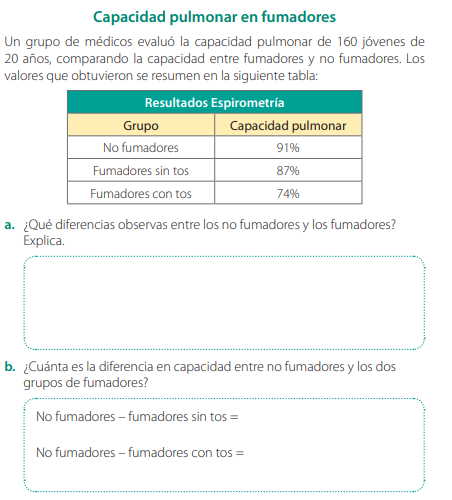 Capacidad pulmonar en fumadores
Un grupo de médicos evaluó la capacidad pulmonar de 160 jóvenes de
20 años, comparando la capacidad entre fumadores y no fumadores. Los
valores que obtuvieron se resumen en la siguiente tabla:
Resultados Espirometría
Grupo Capacidad pulmonar
No fumadores 91%
Fumadores sin tos 87%
Fumadores con tos 74%
a. ¿Qué diferencias observas entre los no fumadores y los fumadores?
Explica.
b. ¿Cuánta es la diferencia en capacidad entre no fumadores y los dos
grupos de fumadores?
No fumadores – fumadores sin tos =
No fumadores – fumadores con tos =